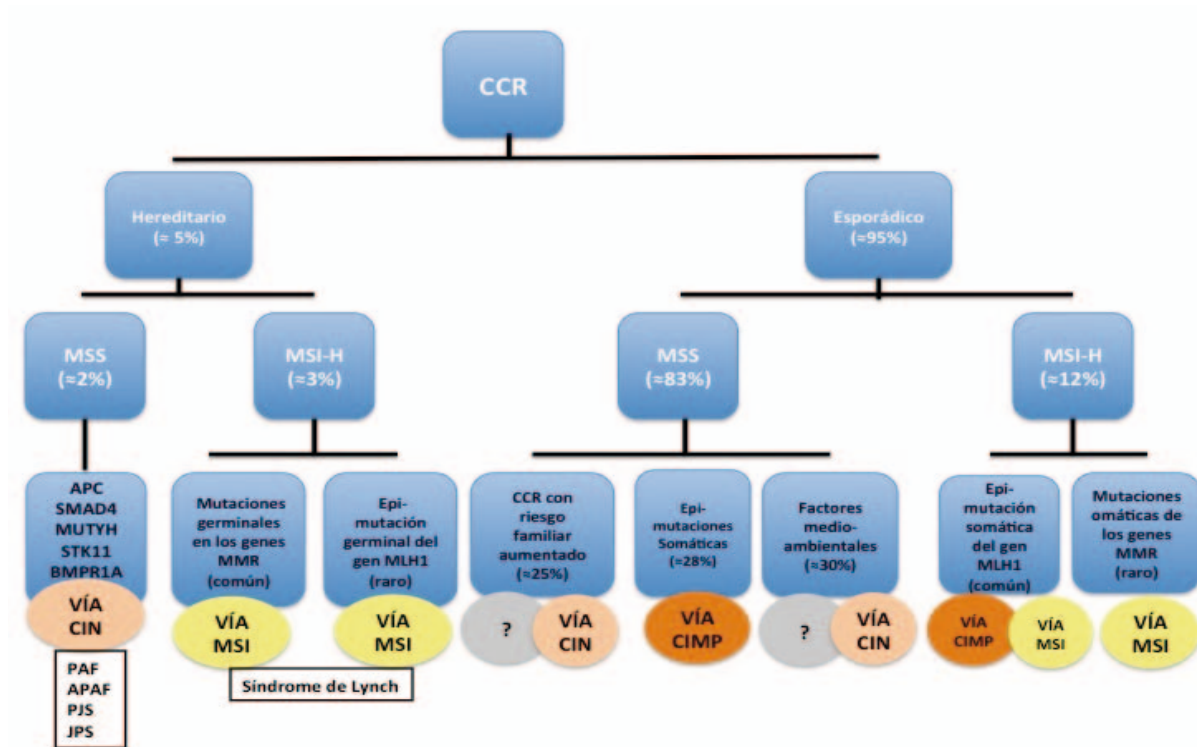 CCR
Hereditario
(≈ 5%)
Esporádico
(≈95%)
MSS
(≈2%)
MSI-H
(≈3%)
MSS
(≈83%)
MSI-H
(≈12%)
APC
SMAD4
MUTYH
STK11
BMPR1A
VÍA
CIN
PAF
APAF
PJS
JPS
Mutaciones
germinales
en los genes
MMR
(común)
VÍA
MSI
Epi-
mutación
germinal del
gen MLH1
(raro)
VÍA
MSI
Síndrome de Lynch
CCR con
riesgo
familiar
aumentado
(≈25%)
?
VÍA
CIN
Epi-
mutaciones
Somáticas
(≈28%)
VÍA
CIMP
Factores
medio-
ambientales
(≈30%)
?
VÍA
CIN
Epi-
mutación
somática
del gen
MLH1
(común)
VÍA
CIMP
VÍA
MSI
Mutaciones
omáticas de
los genes
MMR
(raro)
VÍA
MSI